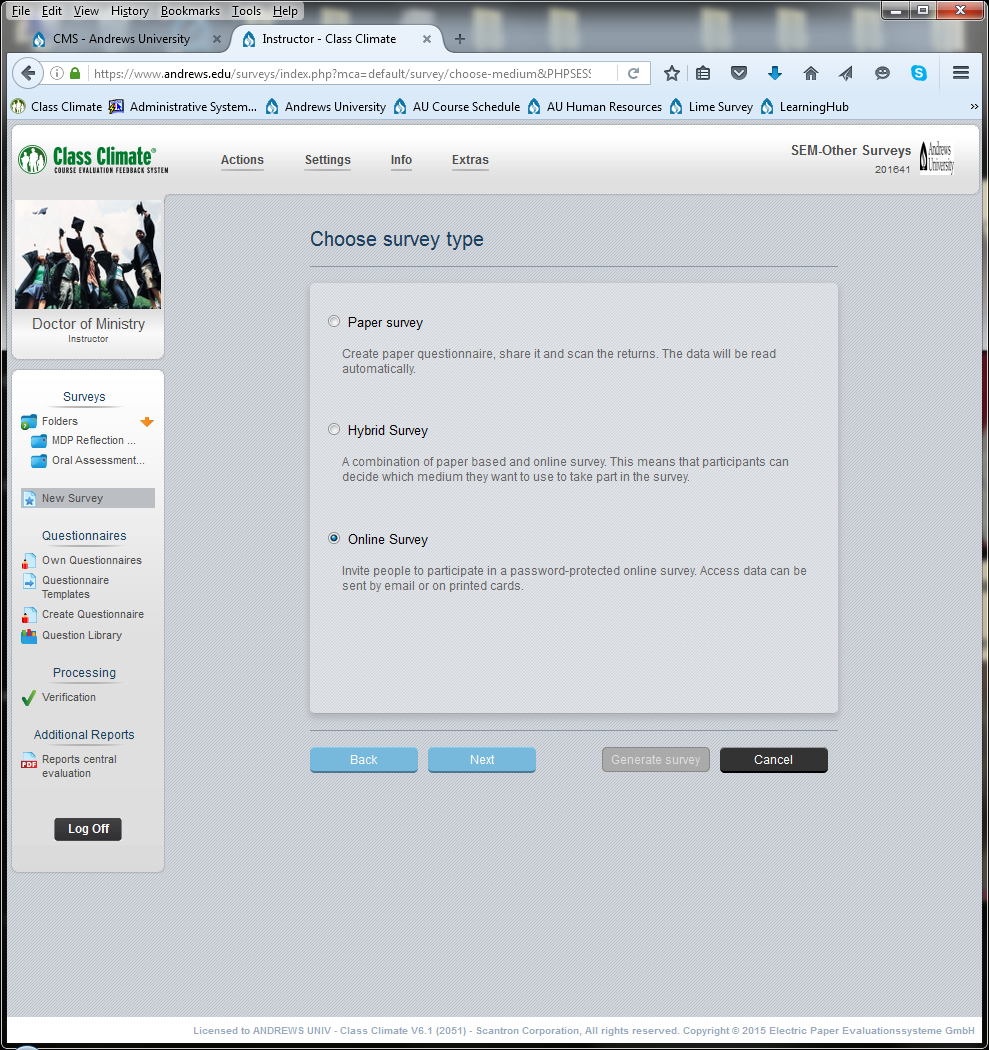 File Edit View History Bookmarks Tools Help
CMS - Andrews University
Instructor - Class Climate
https://www.andrews.edu/surveys/index.php?mca=default/survey/choose-medium&PHPSESS
Class Climate
Administrative System...
Andrews University
AU Course Schedule
AU Human Resources
Lime Survey
LearningHub
Class Climate®
COURSE EVALUATION FEEDBACK SYSTEM
Actions
Settings
Info
Extras
SEM-Other Surveys
201641
Andrews
University
Doctor of Ministry
Instructor
Surveys
Folders
MDP Reflection ...
Oral Assessment...
New Survey
Questionnaires
Own Questionnaires
Questionnaire
Templates
Create Questionnaire
Question Library
Processing
Verification
Additional Reports
PDF
Reports central
evaluation
Log Off
Choose survey type
Paper survey
Create paper questionnaire, share it and scan the returns. The data will be read
automatically.
Hybrid Survey
A combination of paper based and online survey. This means that participants can
decide which medium they want to use to take part in the survey.
Online Survey
Invite people to participate in a password-protected online survey. Access data can be
sent by email or on printed cards.
Back
Next
Generate survey
Cancel
Licensed to ANDREWS UNIV - Class Climate V6.1 (2051) - Scantron Corporation, All rights reserved. Copyright © 2015 Electric Paper Evaluationssysteme GmbH